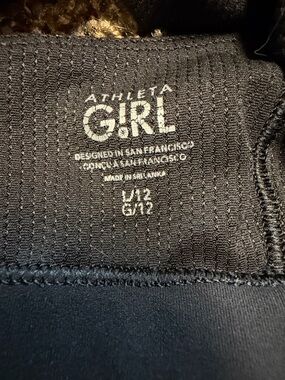 ATHLETA
G!RL
DESIGNED IN SAN FRANCISCO
CONÇU À SAN FRANCISCO
MADE IN SRI LANKA
L/12
G/12